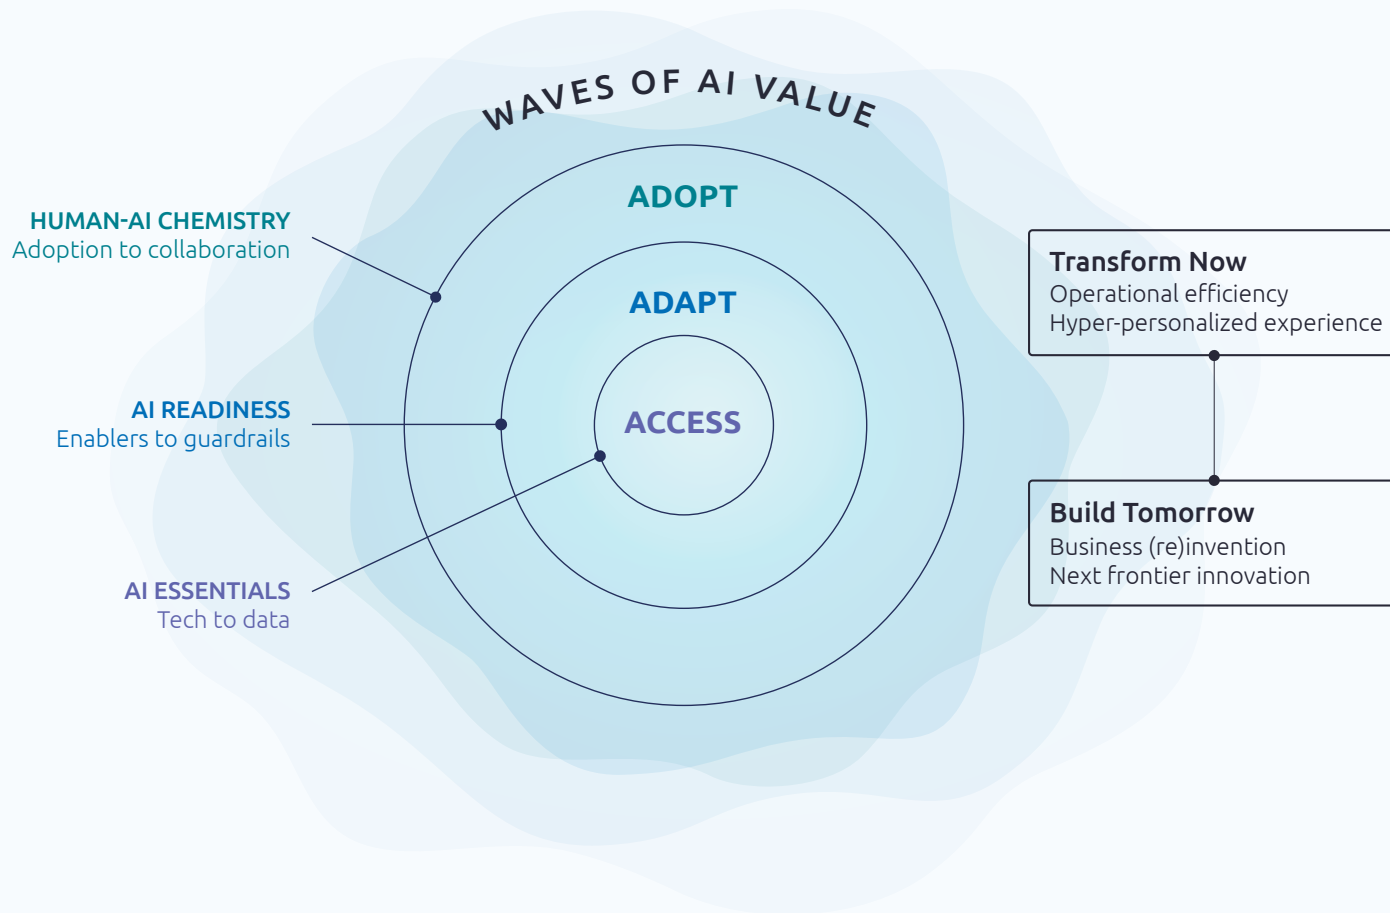 WAVES OF AI VALUE
ADOPT
ADAPT
ACCESS
HUMAN-AI CHEMISTRY
Adoption to collaboration
AI READINESS
Enablers to guardrails
AI ESSENTIALS
Tech to data
Transform Now
Operational efficiency
Hyper-personalized experience
Build Tomorrow
Business (re)invention
Next frontier innovation